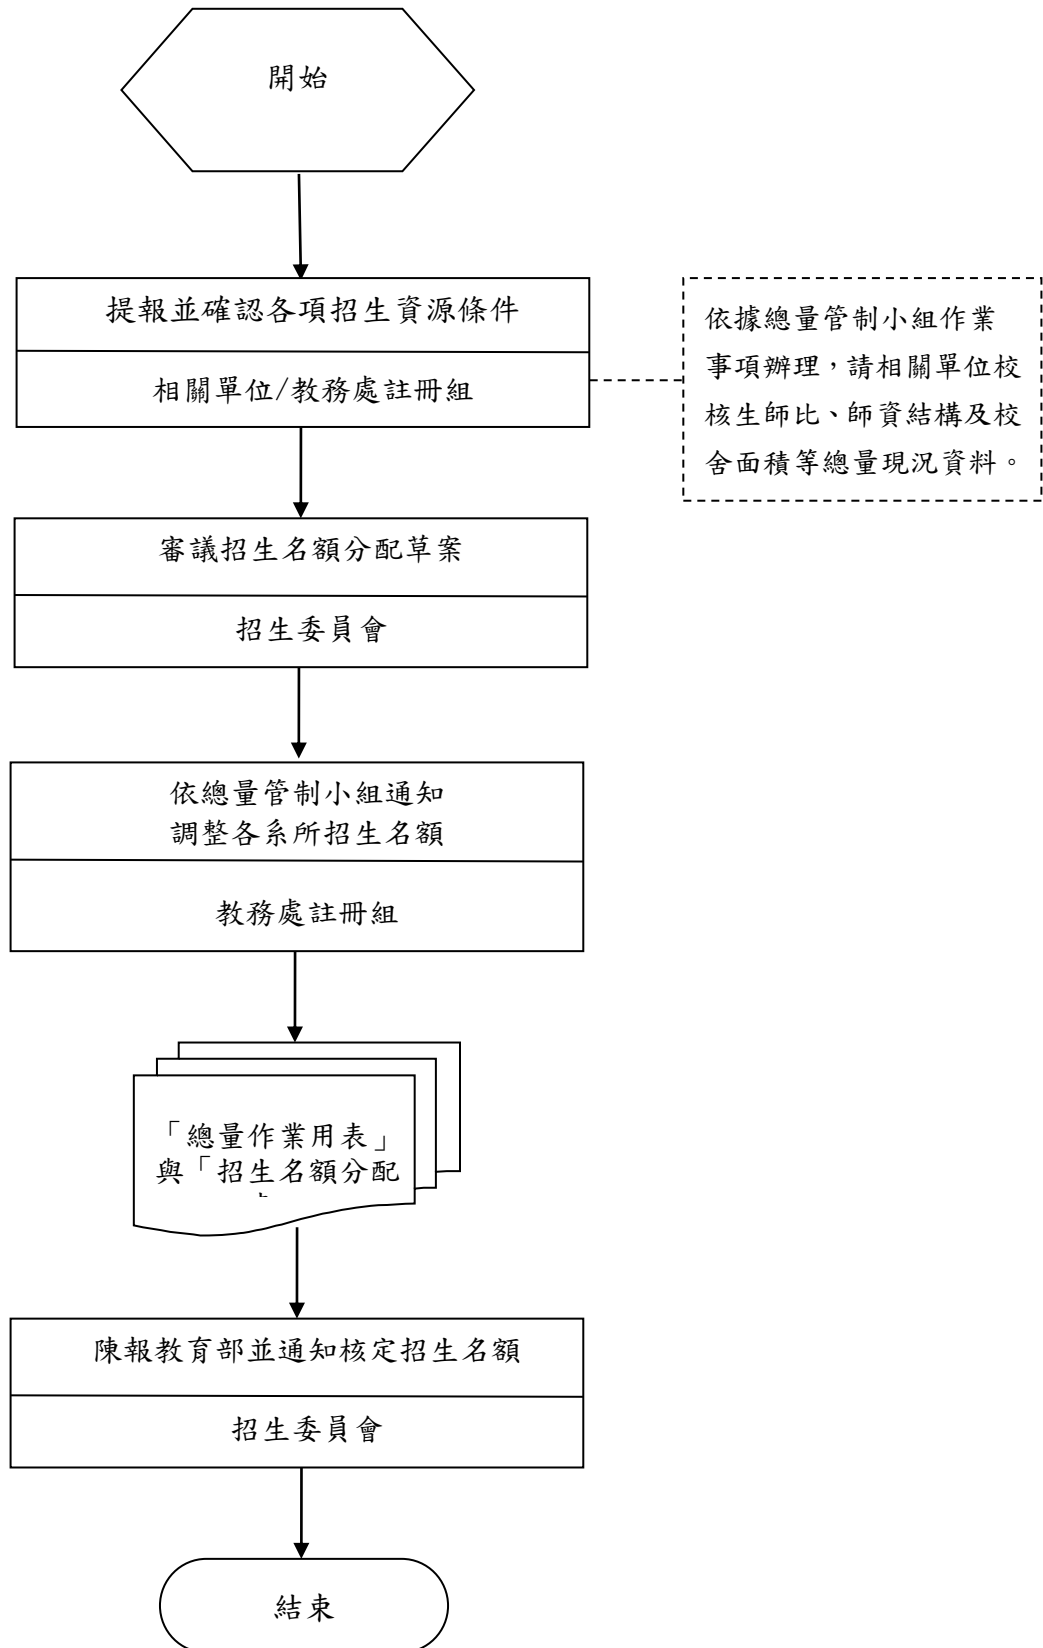 開始
提報並確認各項招生資源條件
相關單位/教務處註冊組
依據總量管制小組作業
事項辦理，請相關單位校
核生師比、師資結構及校
舍面積等總量現況資料。
審議招生名額分配草案
招生委員會
依總量管制小組通知
調整各系所招生名額
教務處註冊組
「總量作業用表」
與「招生名額分配
陳報教育部並通知核定招生名額
招生委員會
結束